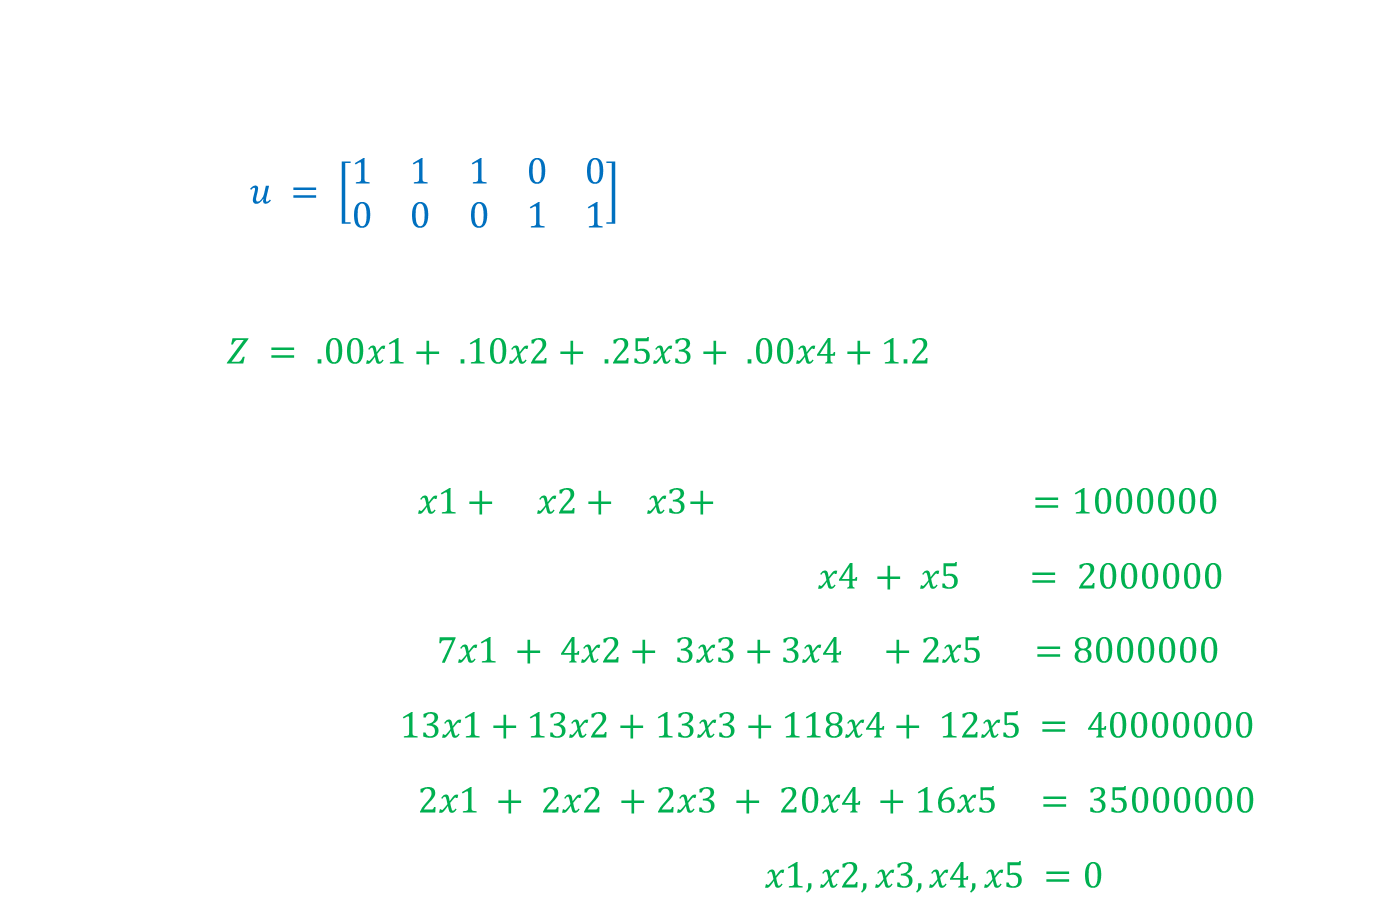 u = [1 1 1 0 0
0 0 0 1 1]
Z = .00x1 + .10x2 + .25x3 + .00x4 + 1.2
x1 + x2 + x3 + = 1000000
x4 + x5 = 2000000
7x1 + 4x2 + 3x3 + 3x4 + 2x5 = 8000000
13x1 + 13x2 + 13x3 + 118x4 + 12x5 = 40000000
2x1 + 2x2 + 2x3 + 20x4 + 16x5 = 35000000
x1, x2, x3, x4, x5 = 0